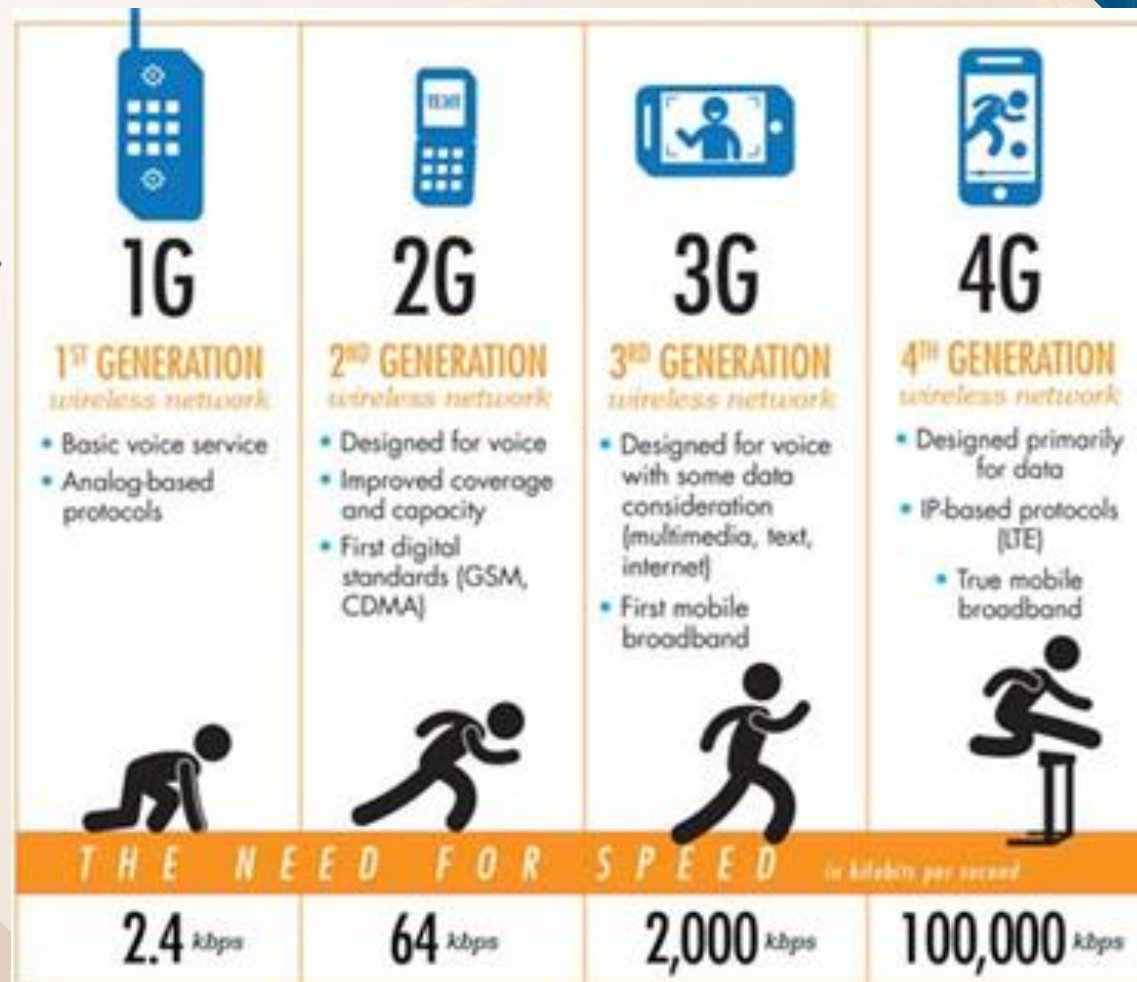 TEXT
1G
1ST GENERATION
wireless network
• Basic voice service
• Analog-based
protocols
2G
2ND GENERATION
wireless network
• Designed for voice
• Improved coverage
and capacity
• First digital
standards (GSM,
CDMA)
3G
3RD GENERATION
wireless network
• Designed for voice
with some data
consideration
(multimedia, text,
internet)
• First mobile
broadband
4G
4TH GENERATION
wireless network
• Designed primarily
for data
• IP-based protocols
(LTE)
• True mobile
broadband
THE NEED FOR SPEED in kilobits per second
2.4 kbps
64 kbps
2,000 kbps
100,000 kbps